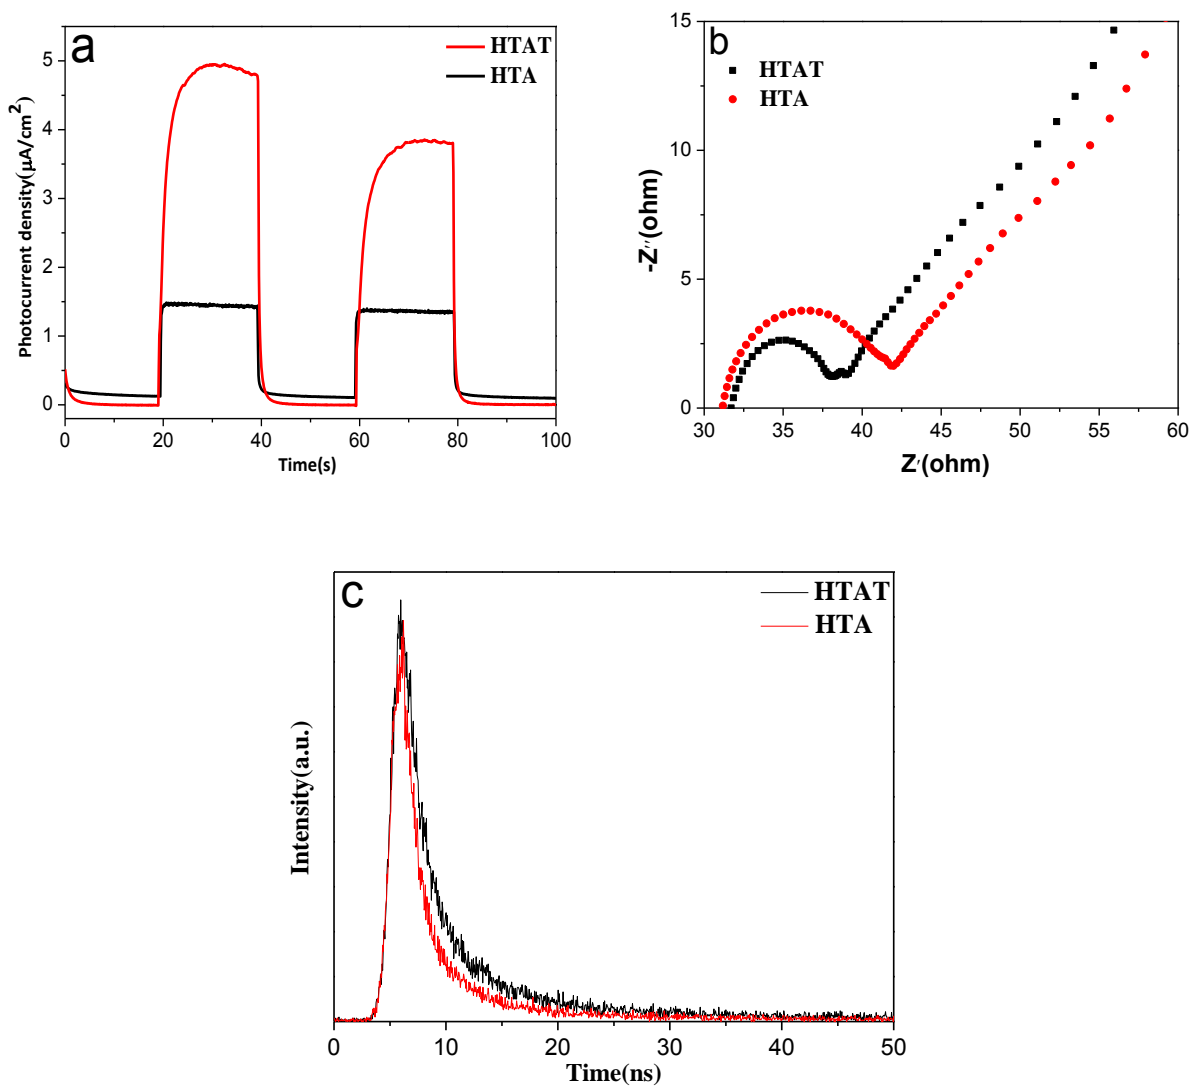 a
HTAT
HTA
Photocurrent density(μA/cm²)
5
4
3
2
1
0
0 20 40 60 80 100
Time(s)
b
HTAT
HTA
-Z′′(ohm)
15
10
5
0
30 35 40 45 50 55 60
Z′(ohm)
c
HTAT
HTA
Intensity(a.u.)
0 10 20 30 40 50
Time(ns)